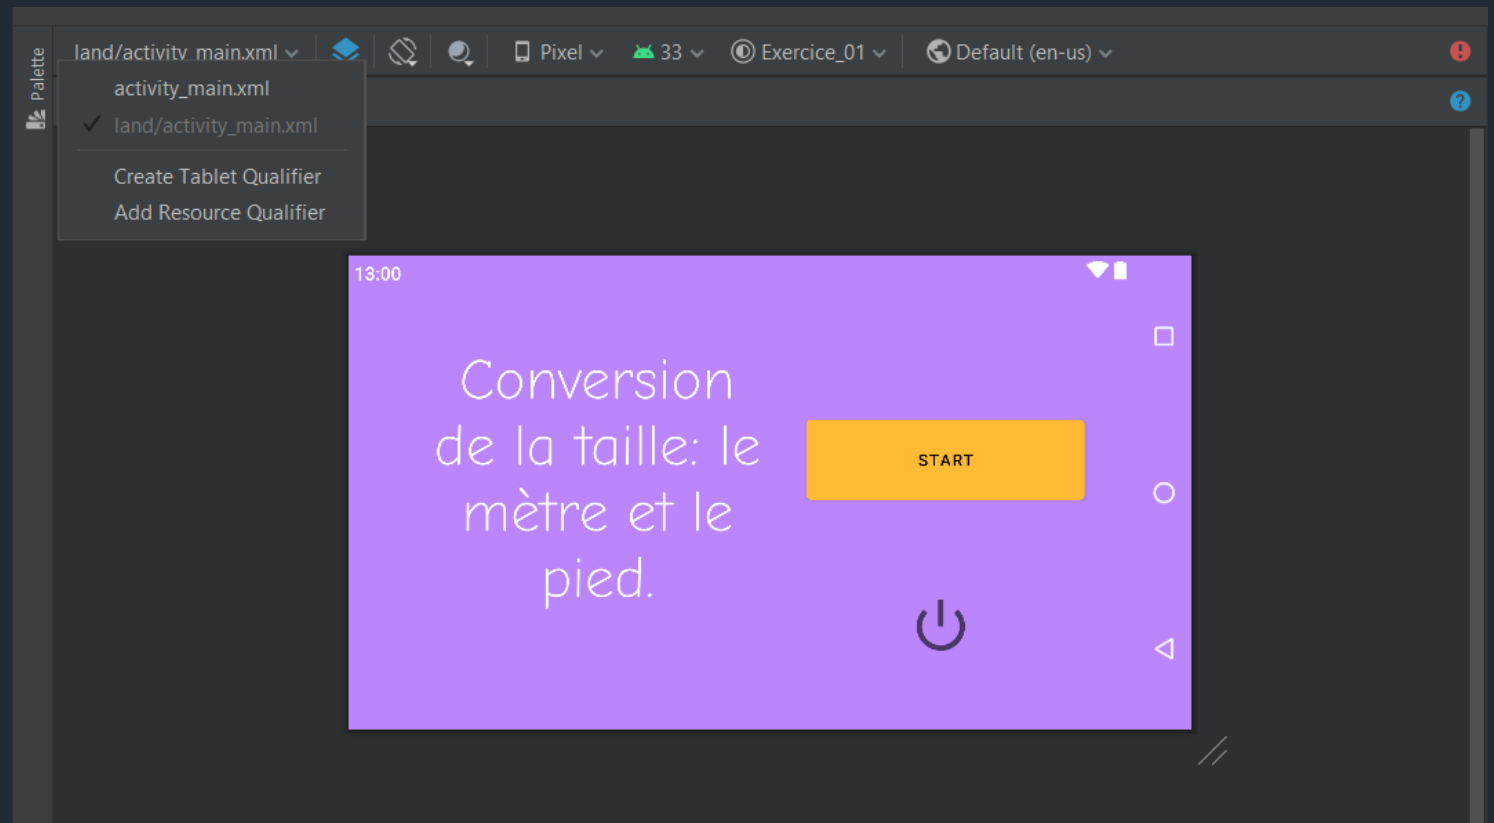 Palette
land/activity_main.xml
Pixel
33
Exercice_01
Default (en-us)
activity_main.xml
land/activity_main.xml
Create Tablet Qualifier
Add Resource Qualifier
13:00
Conversion
de la taille: le
mètre et le
pied.
START